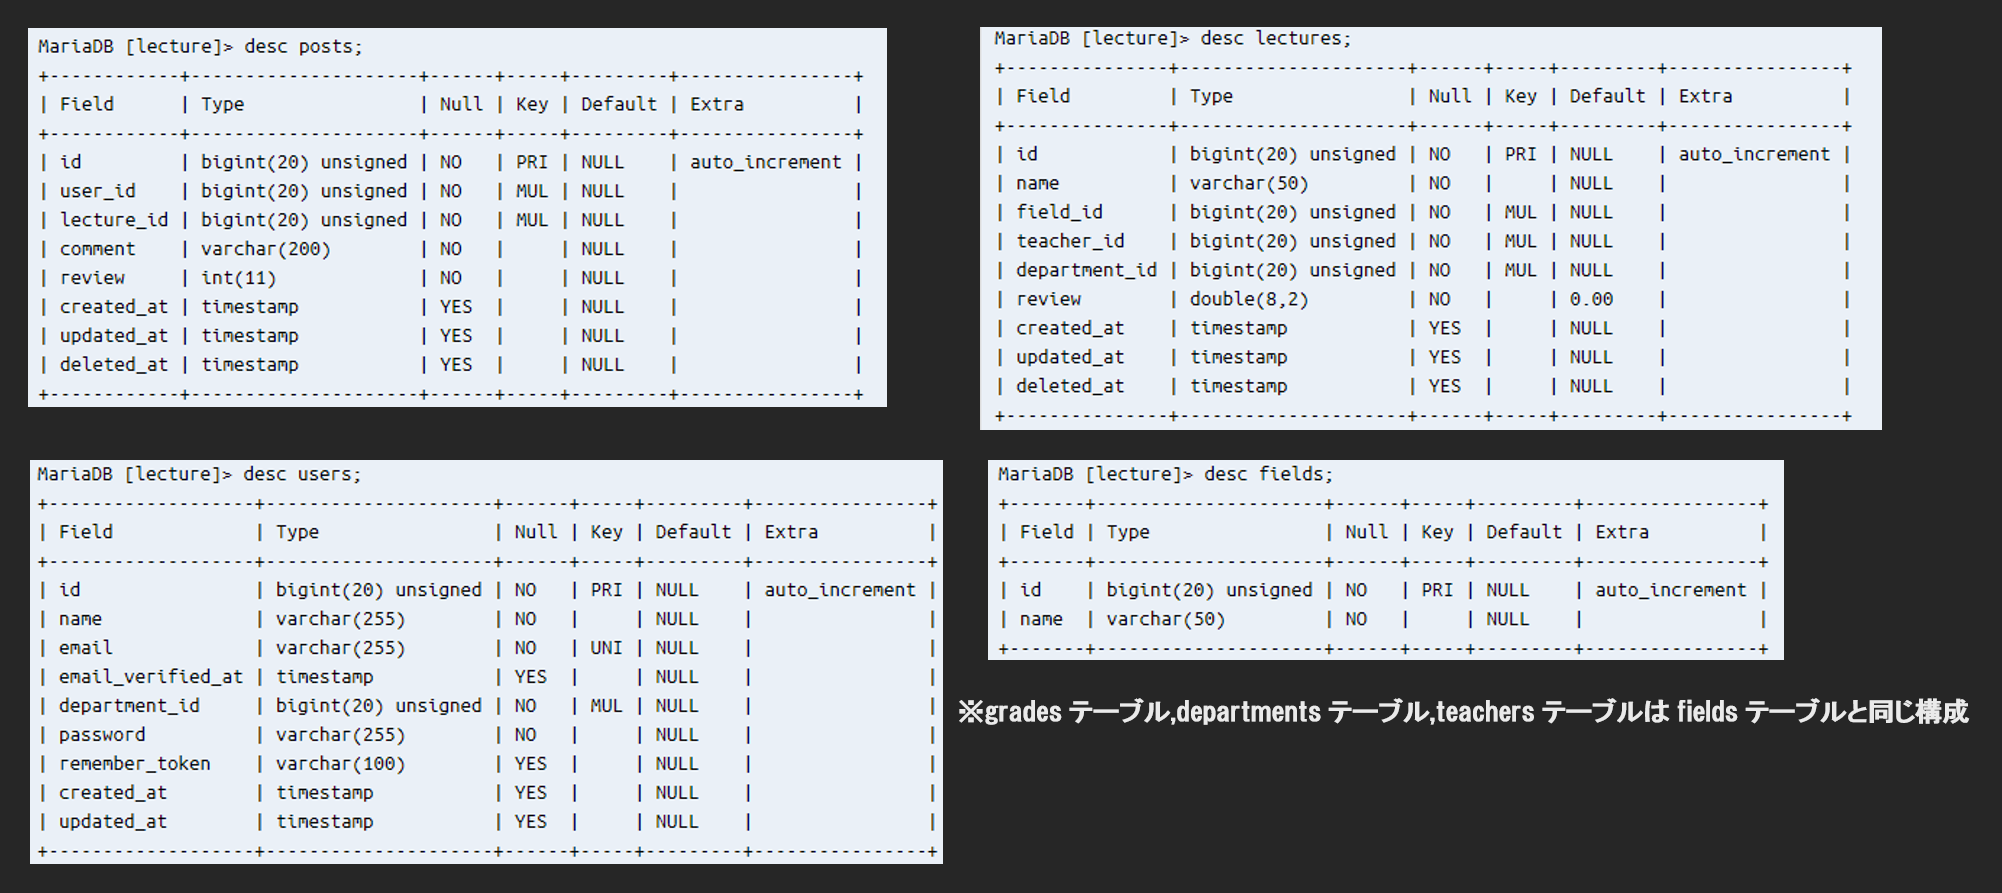 MariaDB [lecture]> desc posts;
+------------+---------------------+------+-----+---------+----------------+
| Field      | Type                | Null | Key | Default | Extra          |
+------------+---------------------+------+-----+---------+----------------+
| id         | bigint(20) unsigned | NO   | PRI | NULL    | auto_increment |
| user_id    | bigint(20) unsigned | NO   | MUL | NULL    |                |
| lecture_id | bigint(20) unsigned | NO   | MUL | NULL    |                |
| comment    | varchar(200)        | NO   |     | NULL    |                |
| review     | int(11)             | NO   |     | NULL    |                |
| created_at | timestamp           | YES  |     | NULL    |                |
| updated_at | timestamp           | YES  |     | NULL    |                |
| deleted_at | timestamp           | YES  |     | NULL    |                |
+------------+---------------------+------+-----+---------+----------------+
MariaDB [lecture]> desc lectures;
+---------------+---------------------+------+-----+---------+----------------+
| Field         | Type                | Null | Key | Default | Extra          |
+---------------+---------------------+------+-----+---------+----------------+
| id            | bigint(20) unsigned | NO   | PRI | NULL    | auto_increment |
| name          | varchar(50)         | NO   |     | NULL    |                |
| field_id      | bigint(20) unsigned | NO   | MUL | NULL    |                |
| teacher_id    | bigint(20) unsigned | NO   | MUL | NULL    |                |
| department_id | bigint(20) unsigned | NO   | MUL | NULL    |                |
| review        | double(8,2)         | NO   |     | 0.00    |                |
| created_at    | timestamp           | YES  |     | NULL    |                |
| updated_at    | timestamp           | YES  |     | NULL    |                |
| deleted_at    | timestamp           | YES  |     | NULL    |                |
+---------------+---------------------+------+-----+---------+----------------+
MariaDB [lecture]> desc users;
+-------------------+---------------------+------+-----+---------+----------------+
| Field             | Type                | Null | Key | Default | Extra          |
+-------------------+---------------------+------+-----+---------+----------------+
| id                | bigint(20) unsigned | NO   | PRI | NULL    | auto_increment |
| name              | varchar(255)        | NO   |     | NULL    |                |
| email             | varchar(255)        | NO   | UNI | NULL    |                |
| email_verified_at | timestamp           | YES  |     | NULL    |                |
| department_id     | bigint(20) unsigned | NO   | MUL | NULL    |                |
| password          | varchar(255)        | NO   |     | NULL    |                |
| remember_token    | varchar(100)        | YES  |     | NULL    |                |
| created_at        | timestamp           | YES  |     | NULL    |                |
| updated_at        | timestamp           | YES  |     | NULL    |                |
+-------------------+---------------------+------+-----+---------+----------------+
MariaDB [lecture]> desc fields;
+-------+---------------------+------+-----+---------+----------------+
| Field | Type                | Null | Key | Default | Extra          |
+-------+---------------------+------+-----+---------+----------------+
| id    | bigint(20) unsigned | NO   | PRI | NULL    | auto_increment |
| name  | varchar(50)         | NO   |     | NULL    |                |
+-------+---------------------+------+-----+---------+----------------+
※grades テーブル,departments テーブル,teachers テーブルは fields テーブルと同じ構成